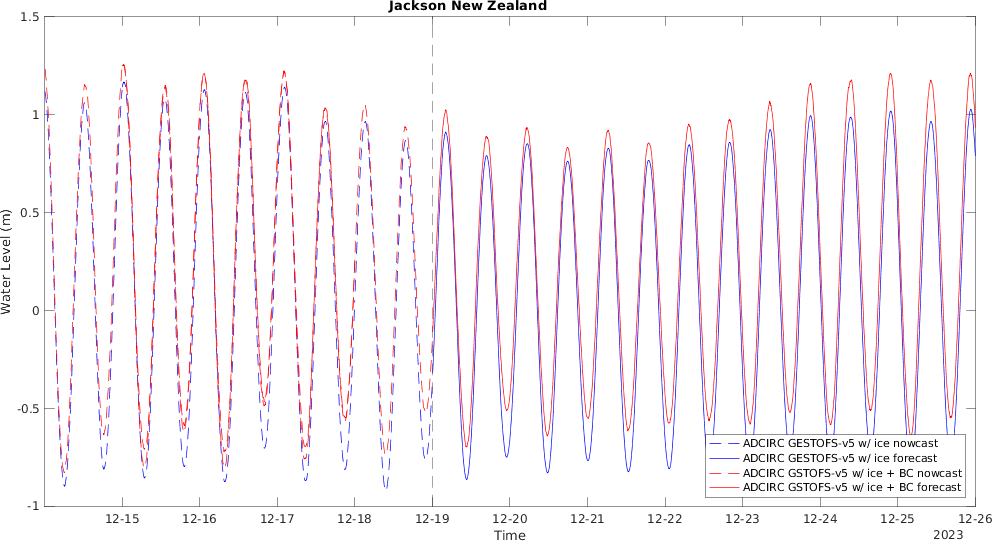 Jackson New Zealand
1.5
1
0.5
0
-0.5
-1
Water Level (m)
12-15 12-16 12-17 12-18 12-19 12-20 12-21 12-22 12-23 12-24 12-25 12-26
Time
2023
ADCIRC GESTOFS-v5 w/ ice nowcast
ADCIRC GESTOFS-v5 w/ ice forecast
ADCIRC GSTOFS-v5 w/ ice + BC nowcast
ADCIRC GSTOFS-v5 w/ ice + BC forecast